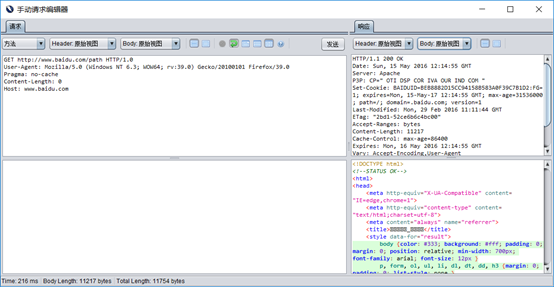 手动请求编辑器
请求
方法
Header: 原始视图
Body: 原始视图
发送
GET http://www.baidu.com/path HTTP/1.0
User-Agent: Mozilla/5.0 (Windows NT 6.3; WOW64; rv:39.0) Gecko/20100101 Firefox/39.0
Pragma: no-cache
Content-Length: 0
Host: www.baidu.com
响应
Header: 原始视图
Body: 原始视图
HTTP/1.1 200 OK
Date: Sun, 15 May 2016 12:14:55 GMT
Server: Apache
P3P: CP=" OTI DSP COR IVA OUR IND COM "
Set-Cookie: BAIDUID=BEB8882D15CC94158B583A0F39C7B1D2:FG=
1; expires=Mon, 15-May-17 12:14:55 GMT; max-age=31536000
; path=/; domain=.baidu.com; version=1
Last-Modified: Mon, 29 Feb 2016 11:11:44 GMT
ETag: "2bd1-52ce6b6c4bc00"
Accept-Ranges: bytes
Content-Length: 11217
Cache-Control: max-age=86400
Expires: Mon, 16 May 2016 12:14:55 GMT
Vary: Accept-Encoding,User-Agent
<!DOCTYPE html>
<!--STATUS OK-->
<html>
<head>
<meta http-equiv="X-UA-Compatible" content=
"IE=edge,chrome=1">
<meta http-equiv="content-type" content=
"text/html;charset=utf-8">
<meta content="always" name="referrer">
<title></title>
<style data-for="result">
body {color: #333; background: #fff; padding: 0;
margin: 0; position: relative; min-width: 700px;
font-family: arial; font-size: 12px }
p, form, ol, ul, li, dl, dt, dd, h3 {margin: 0;
padding: 0; list-style: none }
Time: 216 ms
Body Length: 11217 bytes
Total Length: 11754 bytes